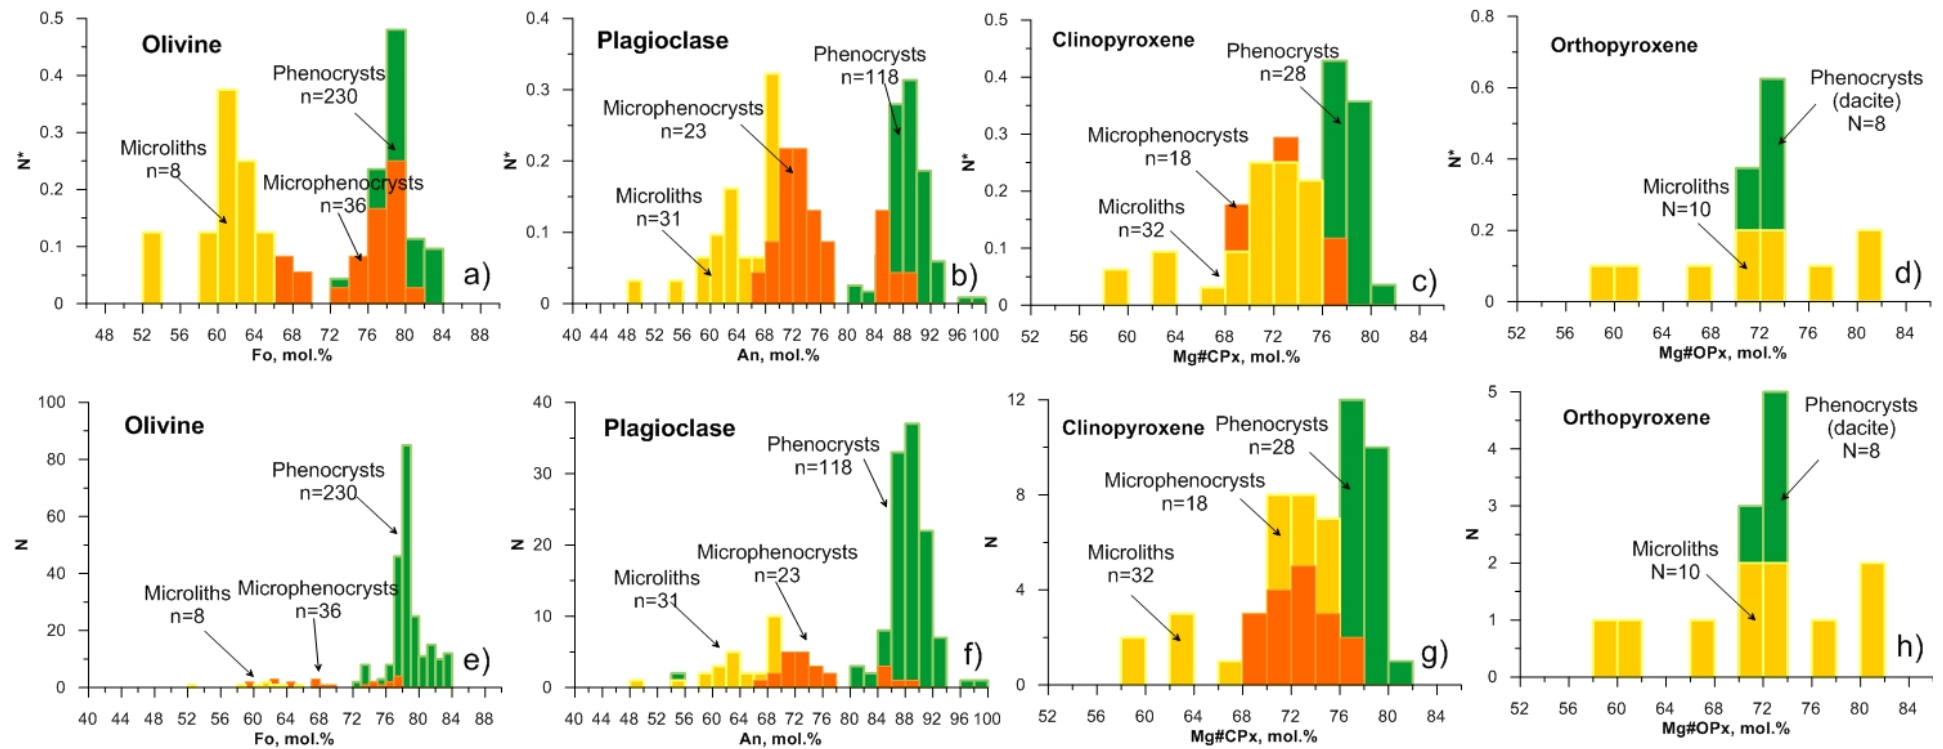 Olivine
Phenocrysts
n=230
Microliths
n=8
Microphenocrysts
n=36
a)
N*
0.5
0.4
0.3
0.2
0.1
0
48 52 56 60 64 68 72 76 80 84 88
Fo, mol.%
Plagioclase
Phenocrysts
n=118
Microphenocrysts
n=23
Microliths
n=31
b)
N*
0.4
0.3
0.2
0.1
0
40 44 48 52 56 60 64 68 72 76 80 84 88 92 96 100
An, mol.%
Clinopyroxene
Phenocrysts
n=28
Microphenocrysts
n=18
Microliths
n=32
c)
N*
0.5
0.4
0.3
0.2
0.1
0
52 56 60 64 68 72 76 80 84
Mg#CPx, mol.%
Orthopyroxene
Phenocrysts
(dacite)
N=8
Microliths
N=10
d)
N*
0.8
0.6
0.4
0.2
0
52 56 60 64 68 72 76 80 84
Mg#OPx, mol.%
Olivine
Phenocrysts
n=230
Microliths
n=8
Microphenocrysts
n=36
e)
N
100
80
60
40
20
0
40 44 48 52 56 60 64 68 72 76 80 84 88
Fo, mol.%
Plagioclase
Phenocrysts
n=118
Microphenocrysts
n=23
Microliths
n=31
f)
N
40
30
20
10
0
40 44 48 52 56 60 64 68 72 76 80 84 88 92 96 100
An, mol.%
Clinopyroxene
Phenocrysts
n=28
Microphenocrysts
n=18
Microliths
n=32
g)
N
12
8
4
0
52 56 60 64 68 72 76 80 84
Mg#CPx, mol.%
Orthopyroxene
Phenocrysts
(dacite)
N=8
Microliths
N=10
h)
N
5
4
3
2
1
0
52 56 60 64 68 72 76 80 84
Mg#OPx, mol.%